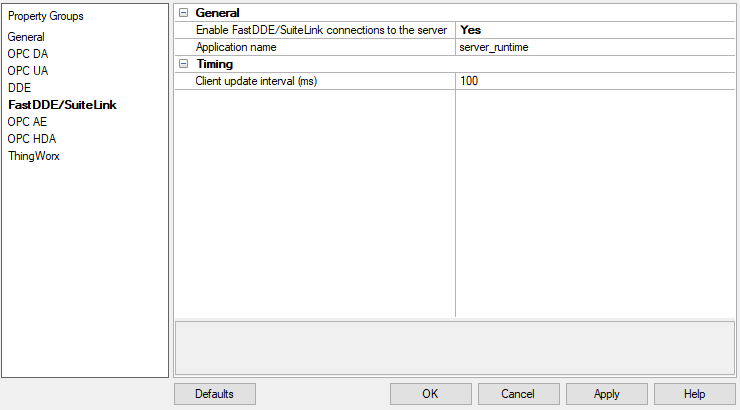 Property Groups
General
OPC DA
OPC UA
DDE
FastDDE/SuiteLink
OPC AE
OPC HDA
ThingWorx
General
Enable FastDDE/SuiteLink connections to the server Yes
Application name server_runtime
Timing
Client update interval (ms) 100
Defaults OK Cancel Apply Help